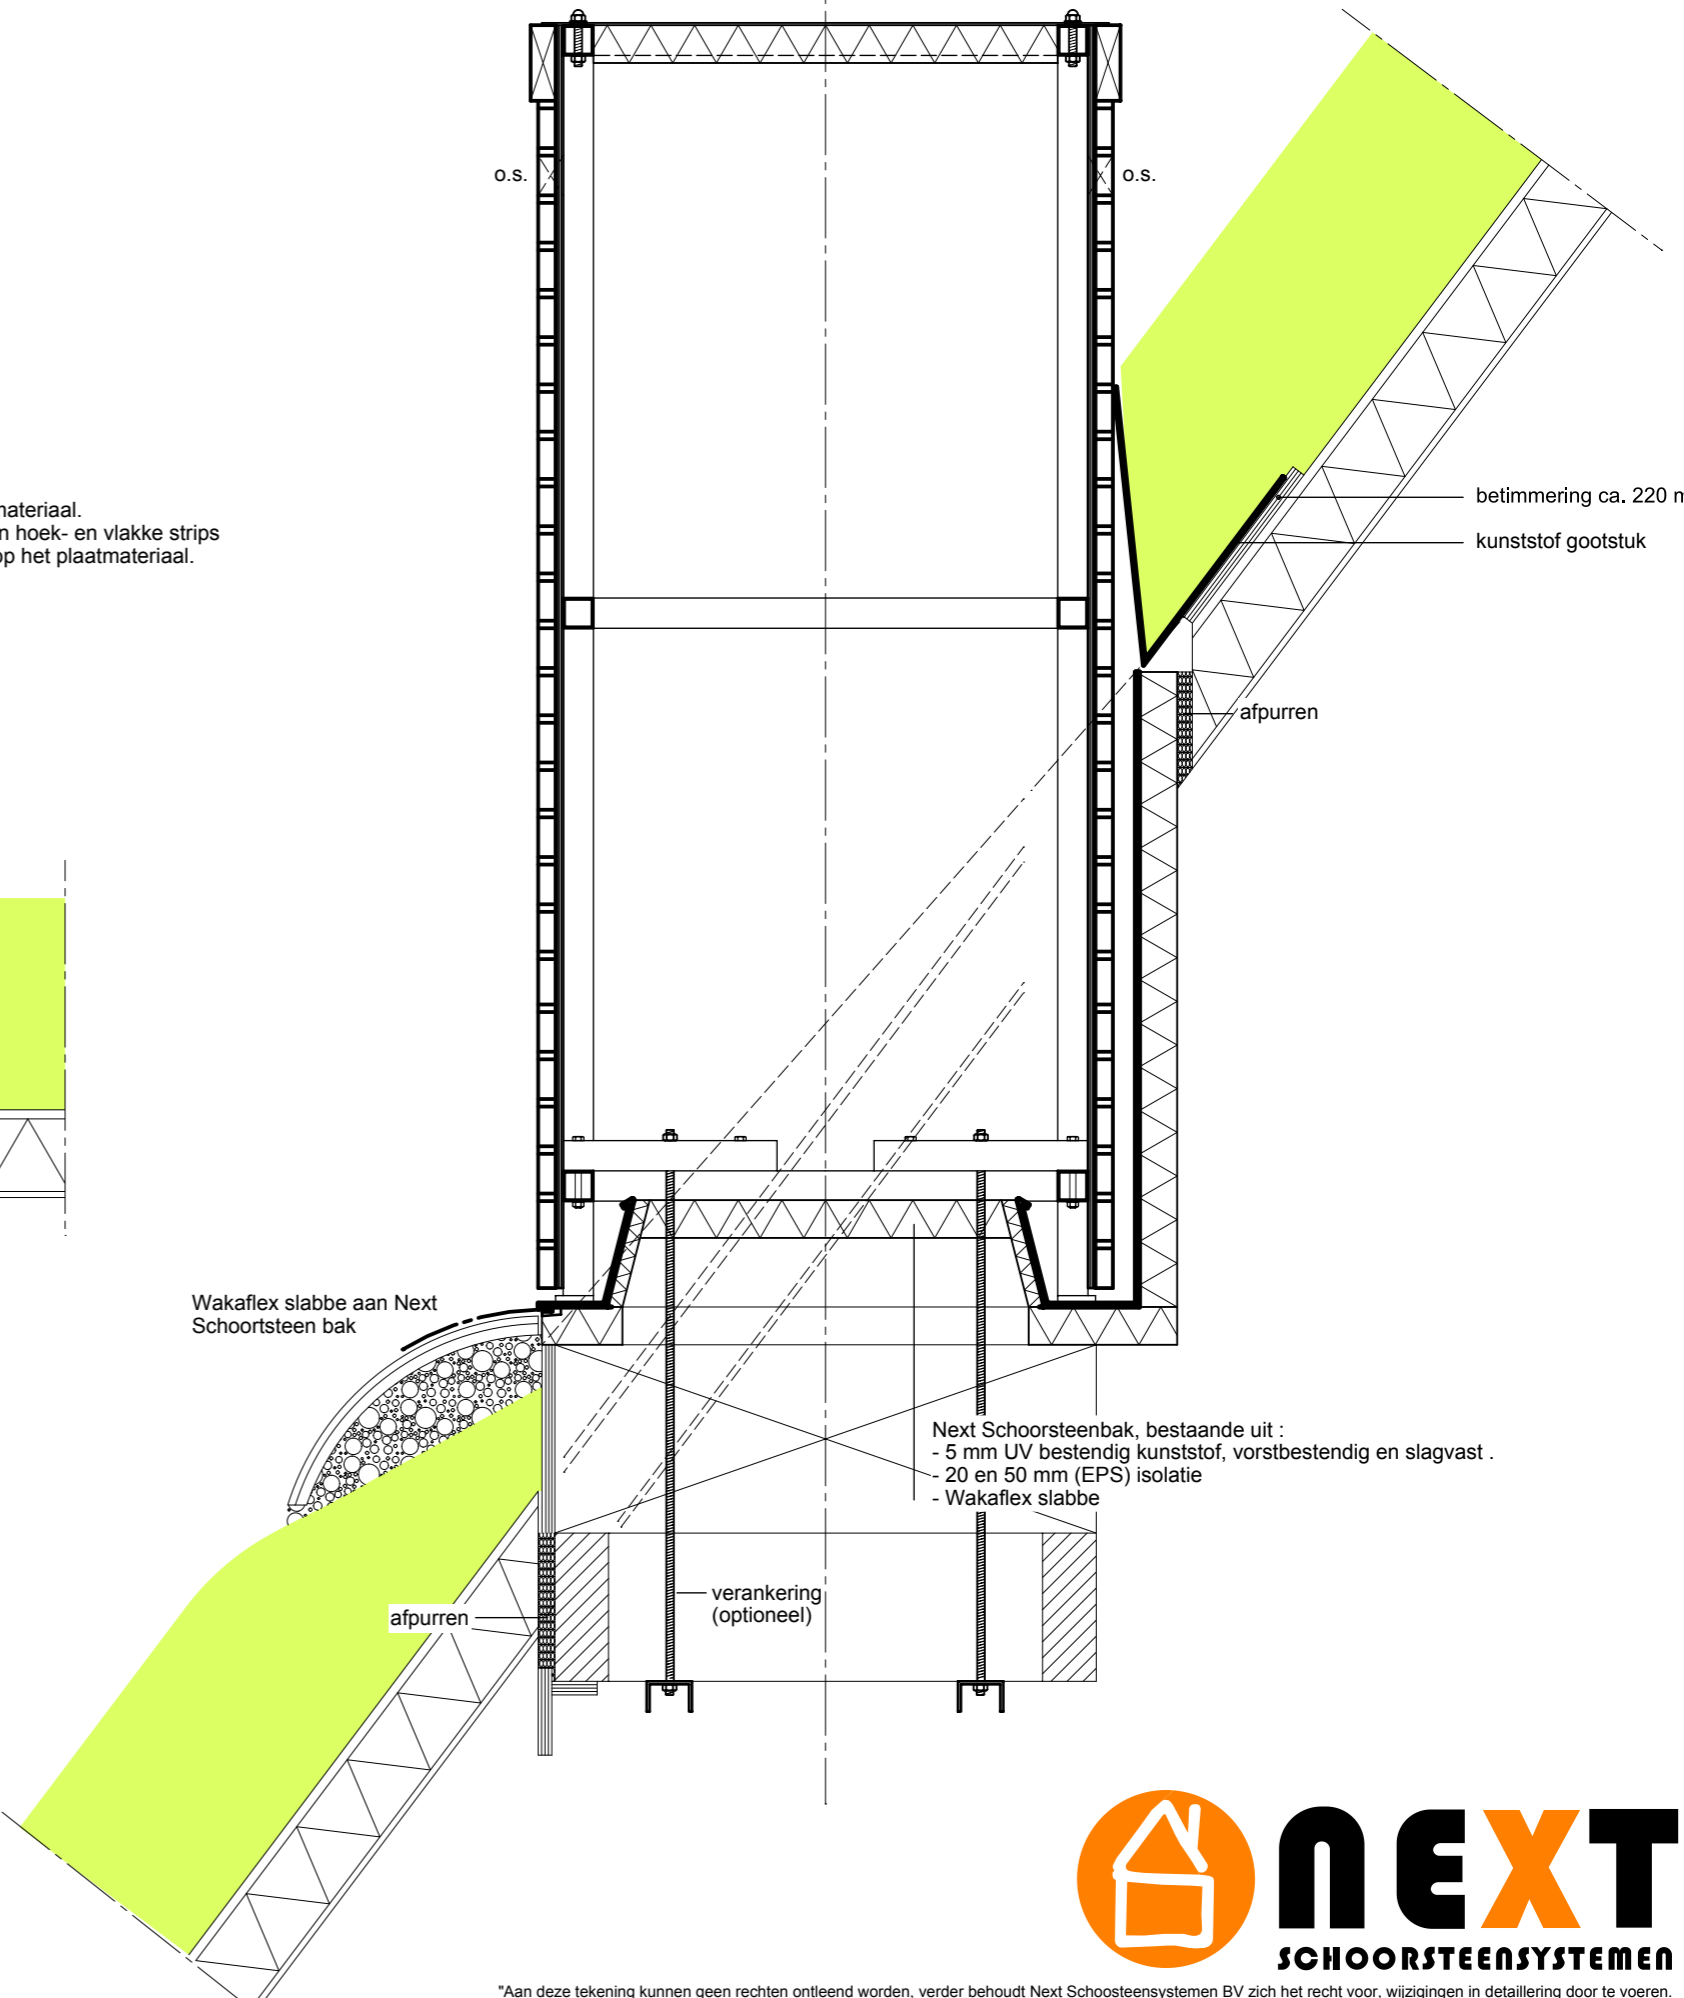 o.s.
o.s.
materiaal.
n hoek- en vlakke strips
op het plaatmateriaal.
betimmering ca. 220 m
kunststof gootstuk
afpurren
Wakaflex slabbe aan Next
Schoortsteen bak
Next Schoorsteenbak, bestaande uit :
- 5 mm UV bestendig kunststof, vorstbestendig en slagvast .
- 20 en 50 mm (EPS) isolatie
- Wakaflex slabbe
verankering
(optioneel)
afpurren
NEXT
SCHOORSTEENSYSTEMEN
"Aan deze tekening kunnen geen rechten ontleend worden, verder behoudt Next Schoosteensystemen BV zich het recht voor, wijzigingen in detaillering door te voeren.